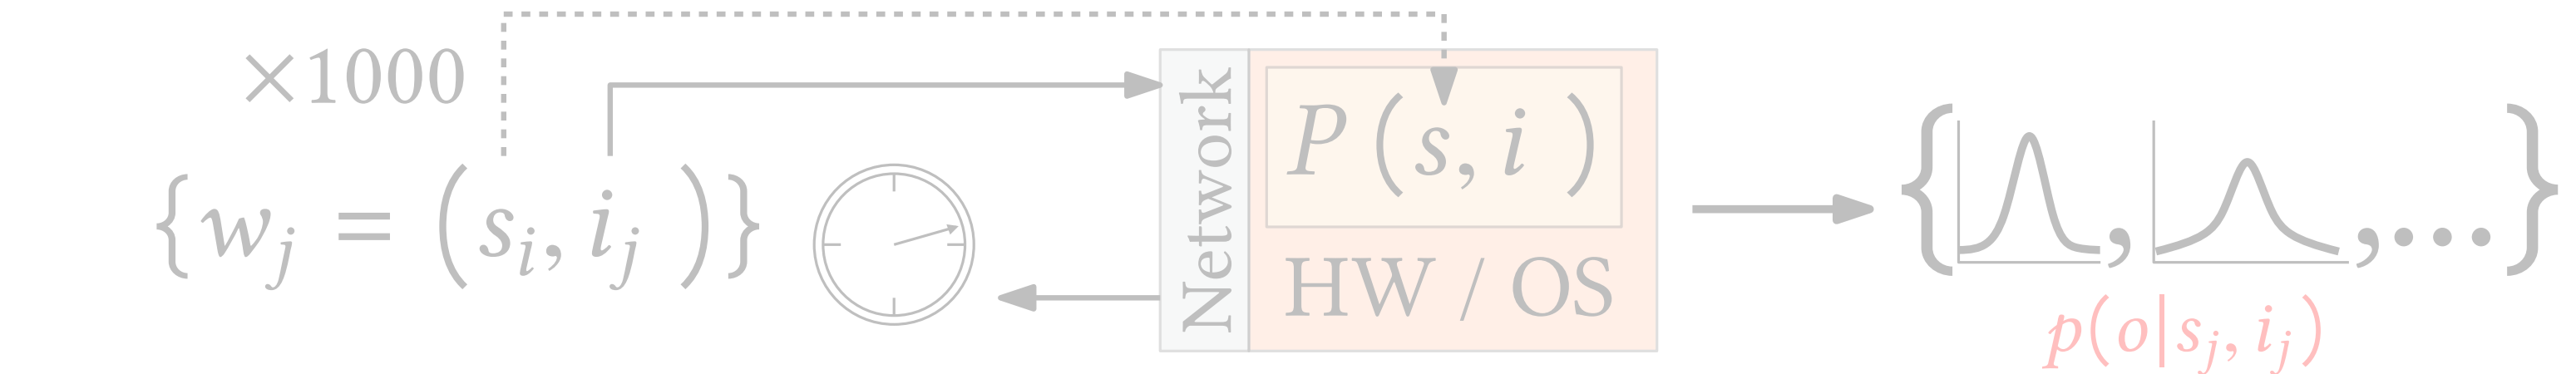 ×1000
{w_j = (s_i, i_j)}
Network
P (s, i)
HW / OS
{ , , ...}
p(o|s_j, i_j)